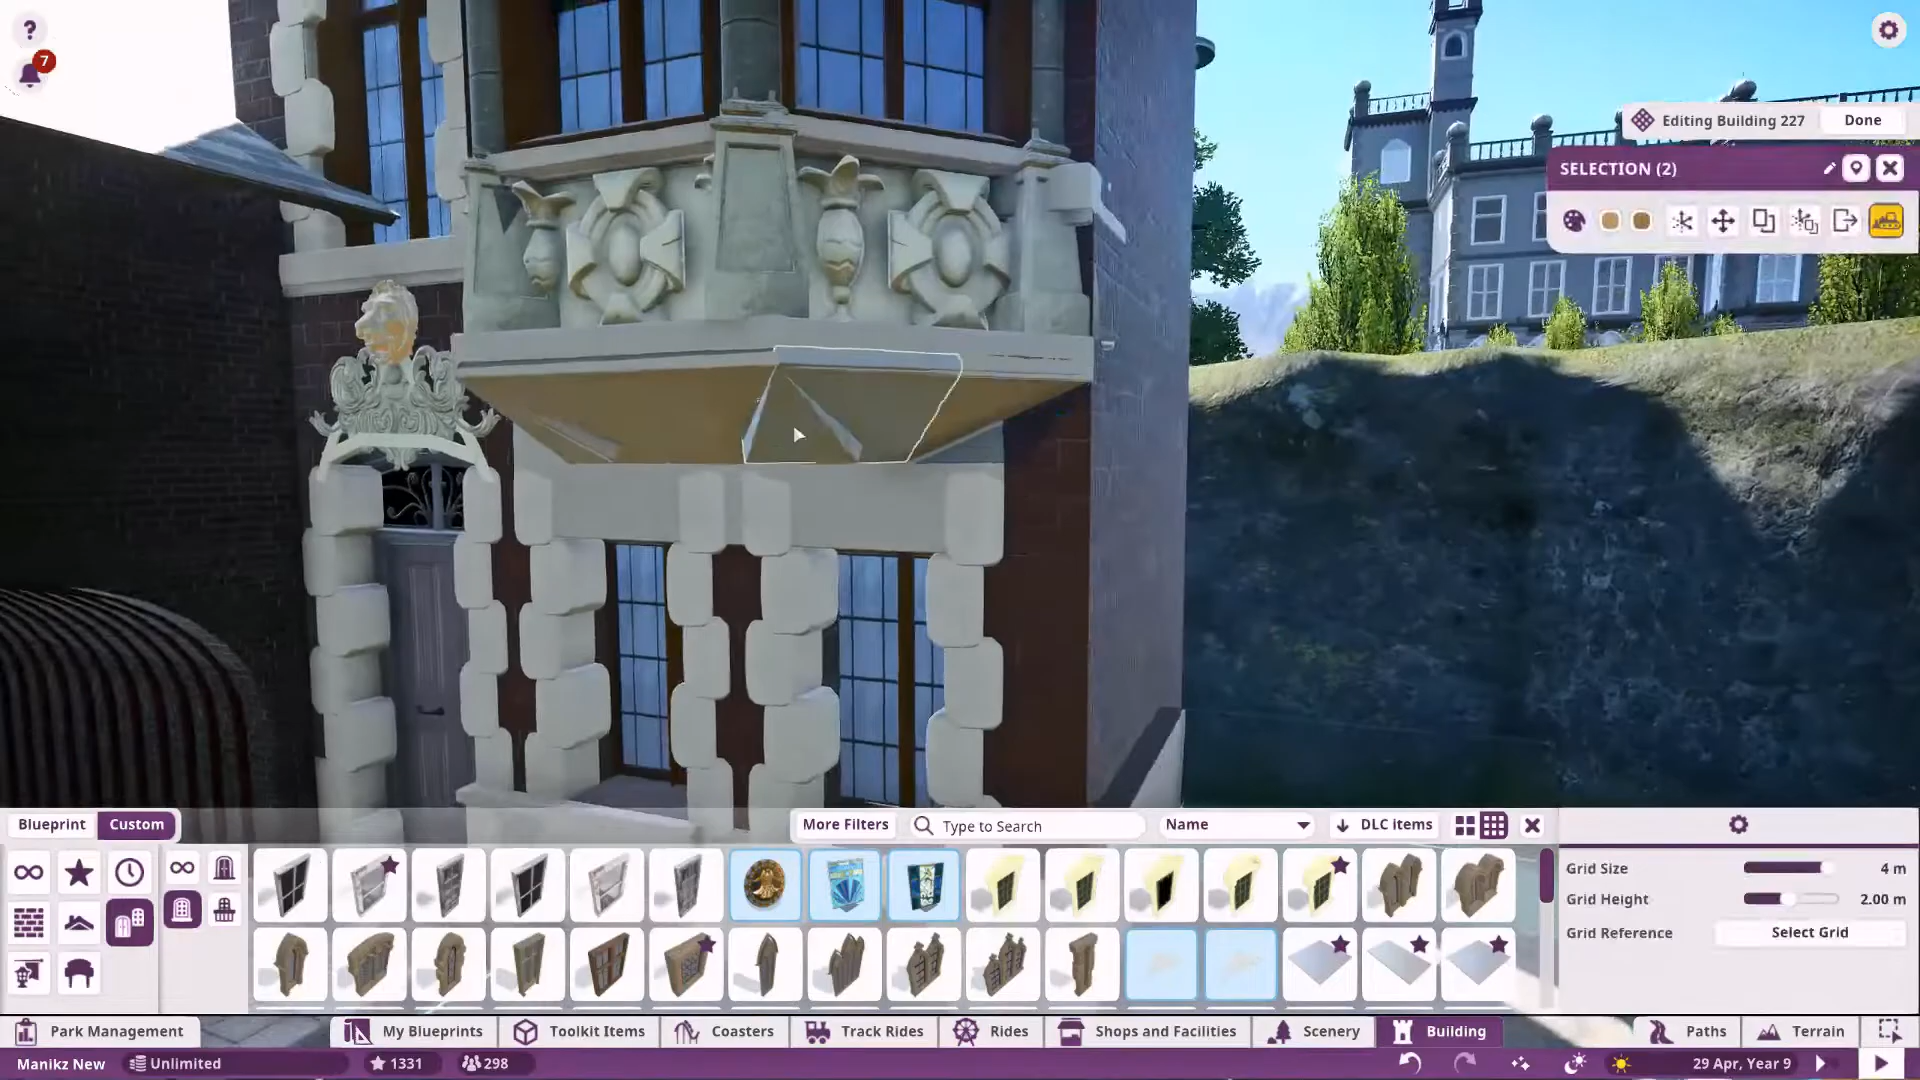 ?
7
Editing Building 227
Done
SELECTION (2)
Blueprint
Custom
More Filters
Type to Search
Name
DLC items
Grid Size
4 m
Grid Height
2.00 m
Grid Reference
Select Grid
Park Management
My Blueprints
Toolkit Items
Coasters
Track Rides
Rides
Shops and Facilities
Scenery
Building
Paths
Terrain
Manikz New
Unlimited
1331
298
29 Apr, Year 9